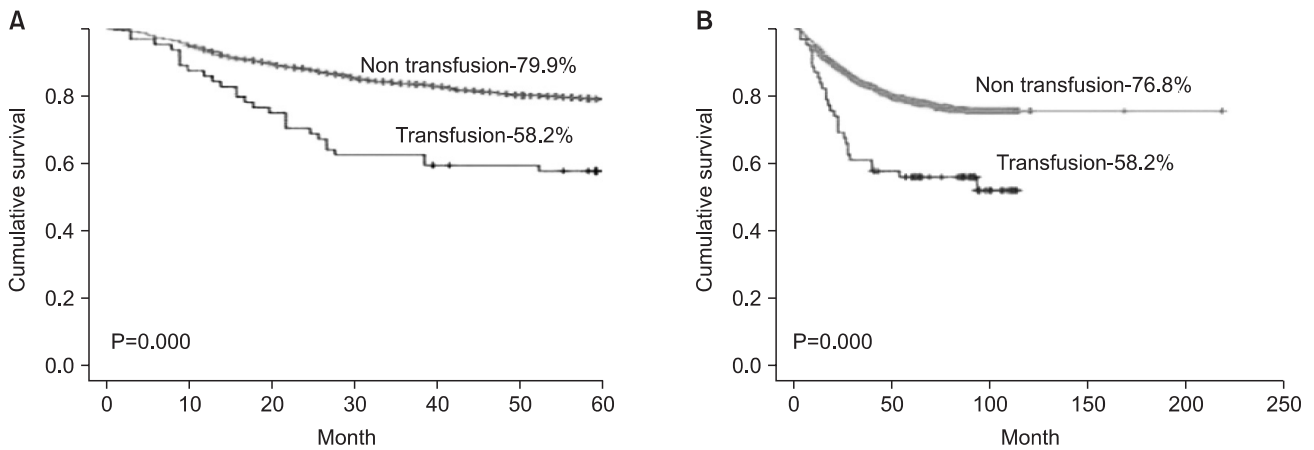 A
Cumulative survival
0.8
0.6
0.4
0.2
0.0
Non transfusion-79.9%
Transfusion-58.2%
P=0.000
0 10 20 30 40 50 60
Month
B
Cumulative survival
0.8
0.6
0.4
0.2
0.0
Non transfusion-76.8%
Transfusion-58.2%
P=0.000
0 50 100 150 200 250
Month